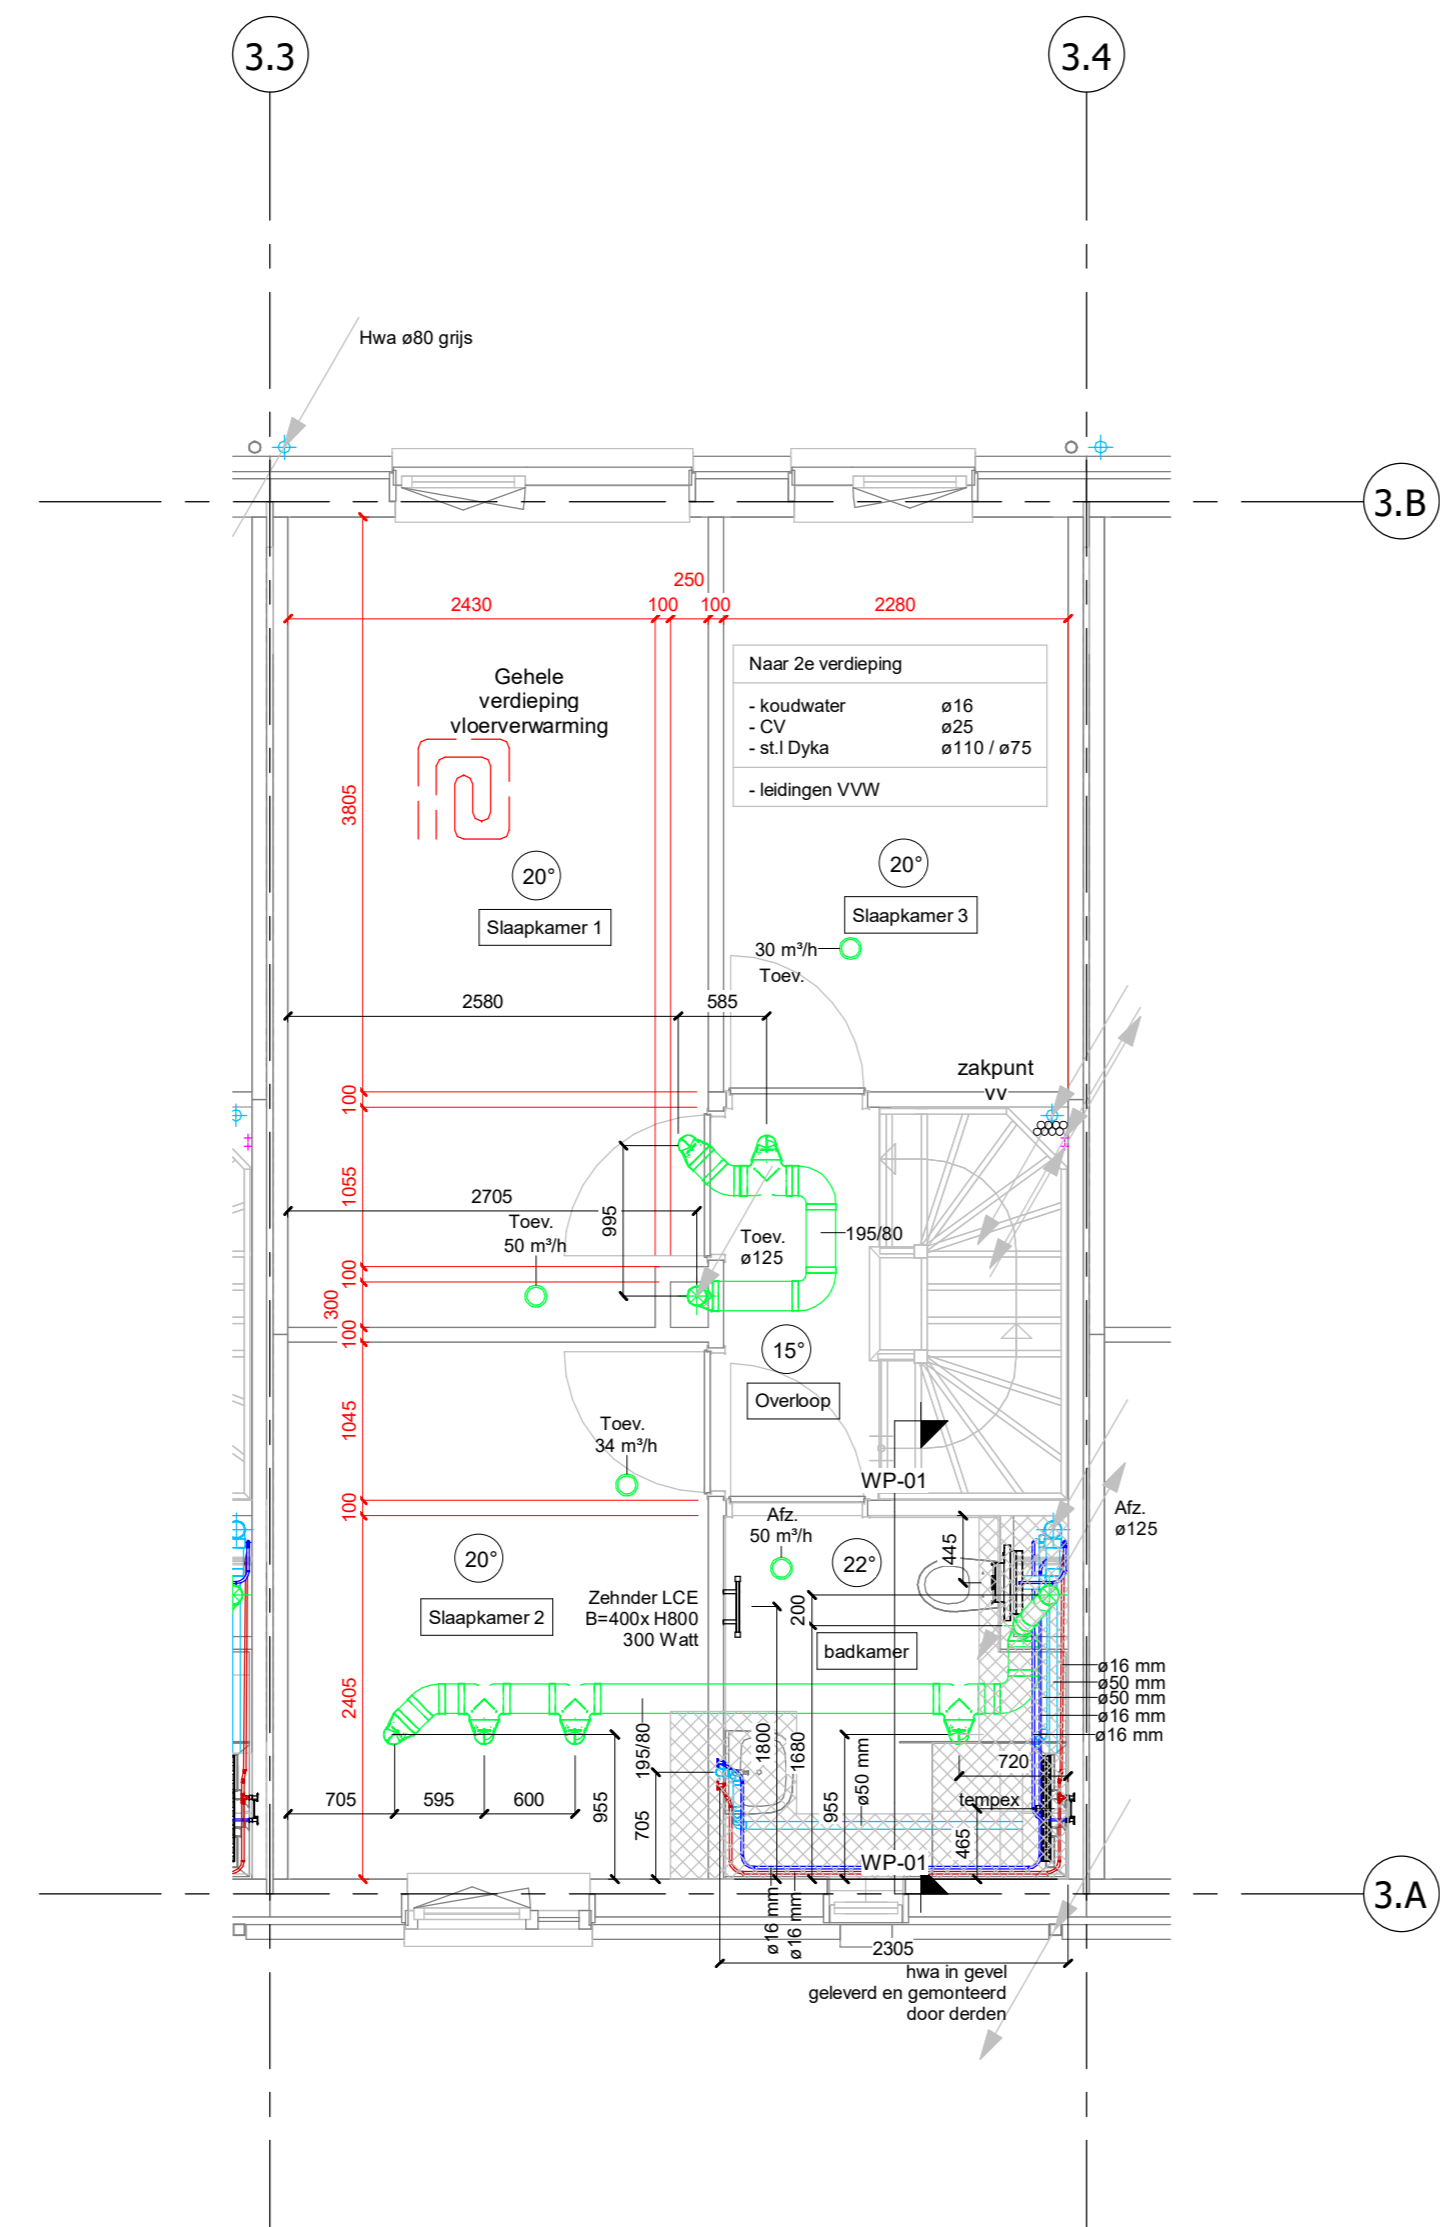 3.3
3.4
Hwa ø80 grijs
3.B
250
2430
100
100
2280
Gehele
verdieping
vloerverwarming
Naar 2e verdieping
- koudwater ø16
- CV ø25
- st.l Dyka ø110 / ø75
- leidingen VVW
3805
20°
Slaapkamer 1
20°
Slaapkamer 3
30 m³/h
Toev.
2580
585
zakpunt
vv
100
1055
2705
995
Toev.
50 m³/h
Toev.
ø125
195/80
100
300
100
15°
Overloop
1045
Toev.
34 m³/h
WP-01
100
Afz.
50 m³/h
Afz.
ø125
445
20°
22°
Slaapkamer 2
Zehnder LCE
B=400x H800
300 Watt
200
badkamer
ø16 mm
ø50 mm
ø50 mm
ø16 mm
ø16 mm
2405
195/80
1800
1680
ø50 mm
955
720
tempex
705
595
600
955
705
465
WP-01
3.A
ø16 mm
ø16 mm
2305
hwa in gevel
geleverd en gemonteerd
door derden